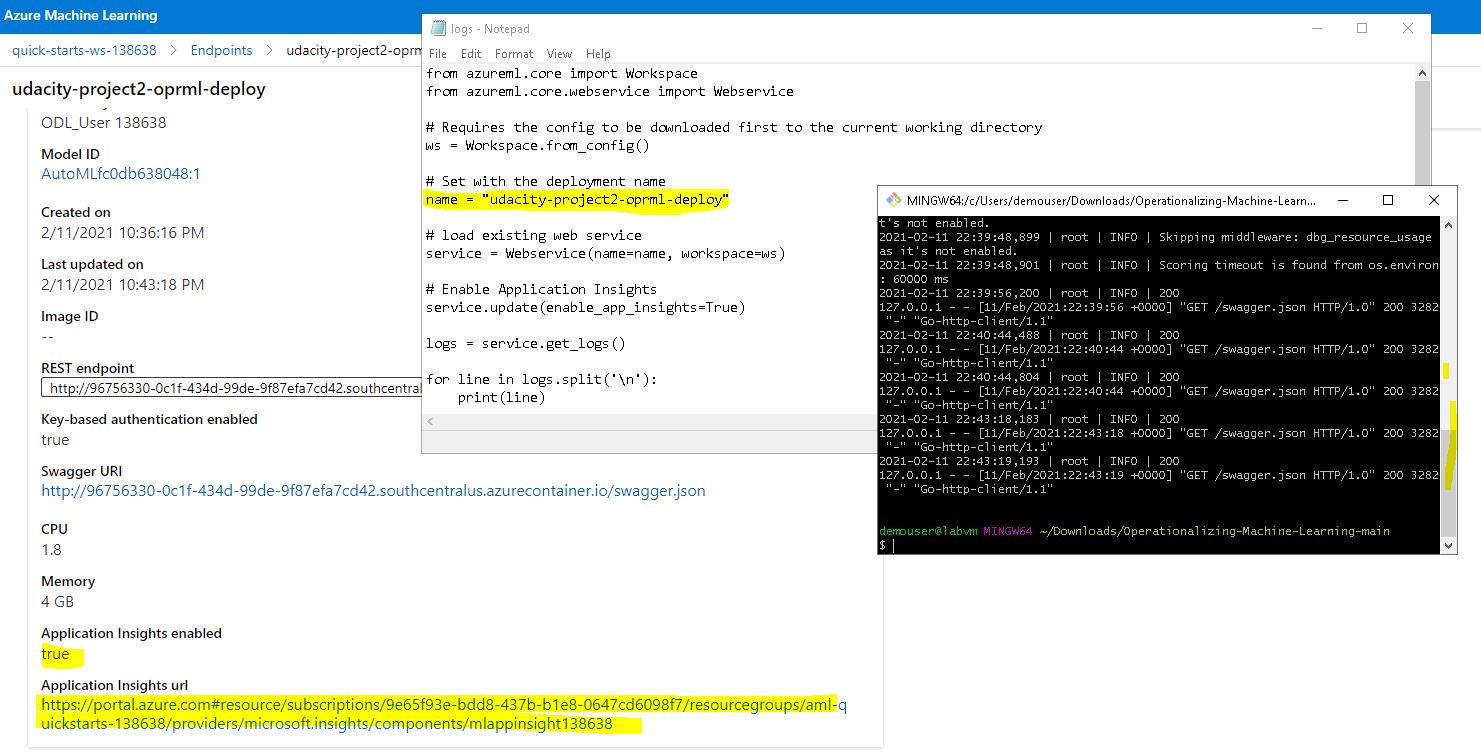 Azure Machine Learning
quick-starts-ws-138638 > Endpoints > udacity-project2-oprm
udacity-project2-oprml-deploy
ODL_User 138638
Model ID
AutoMLfc0db638048:1
Created on
2/11/2021 10:36:16 PM
Last updated on
2/11/2021 10:43:18 PM
Image ID
--
REST endpoint
http://96756330-0c1f-434d-99de-9f87efa7cd42.southcentral
Key-based authentication enabled
true
Swagger URI
http://96756330-0c1f-434d-99de-9f87efa7cd42.southcentralus.azurecontainer.io/swagger.json
CPU
1.8
Memory
4 GB
Application Insights enabled
true
Application Insights url
https://portal.azure.com#resource/subscriptions/9e65f93e-bdd8-437b-b1e8-0647cd6098f7/resourcegroups/aml-q
uickstarts-138638/providers/microsoft.insights/components/mlappinsight138638
logs - Notepad
File Edit Format View Help
from azureml.core import Workspace
from azureml.core.webservice import Webservice
# Requires the config to be downloaded first to the current working directory
ws = Workspace.from_config()
# Set with the deployment name
name = "udacity-project2-oprml-deploy"
# load existing web service
service = Webservice(name=name, workspace=ws)
# Enable Application Insights
service.update(enable_app_insights=True)
logs = service.get_logs()
for line in logs.split('\n'):
    print(line)
MINGW64:/c/Users/demouser/Downloads/Operationalizing-Machine-Learn...
t's not enabled.
2021-02-11 22:39:48,899 | root | INFO | Skipping middleware: dbg_resource_usage
as it's not enabled.
2021-02-11 22:39:48,901 | root | INFO | Scoring timeout is found from os.environ
: 60000 ms
2021-02-11 22:39:56,200 | root | INFO | 200
127.0.0.1 - - [11/Feb/2021:22:39:56 +0000] "GET /swagger.json HTTP/1.0" 200 3282
"-" "Go-http-client/1.1"
2021-02-11 22:40:44,488 | root | INFO | 200
127.0.0.1 - - [11/Feb/2021:22:40:44 +0000] "GET /swagger.json HTTP/1.0" 200 3282
"-" "Go-http-client/1.1"
2021-02-11 22:40:44,804 | root | INFO | 200
127.0.0.1 - - [11/Feb/2021:22:40:44 +0000] "GET /swagger.json HTTP/1.0" 200 3282
"-" "Go-http-client/1.1"
2021-02-11 22:43:18,183 | root | INFO | 200
127.0.0.1 - - [11/Feb/2021:22:43:18 +0000] "GET /swagger.json HTTP/1.0" 200 3282
"-" "Go-http-client/1.1"
2021-02-11 22:43:19,193 | root | INFO | 200
127.0.0.1 - - [11/Feb/2021:22:43:19 +0000] "GET /swagger.json HTTP/1.0" 200 3282
"-" "Go-http-client/1.1"
demouser@labvm MINGW64 ~/Downloads/Operationalizing-Machine-Learning-main
$